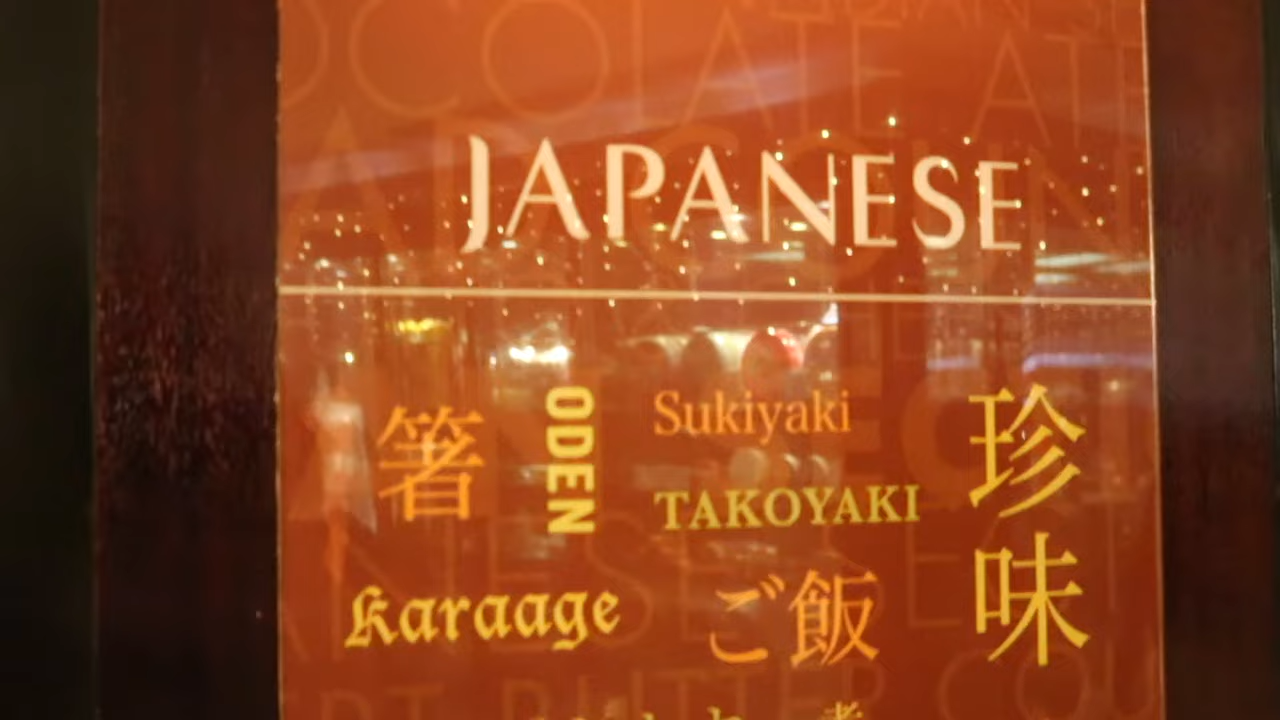 JAPANESE
箸
ODEN
Sukiyaki
TAKOYAKI
珍味
karaage
ご飯